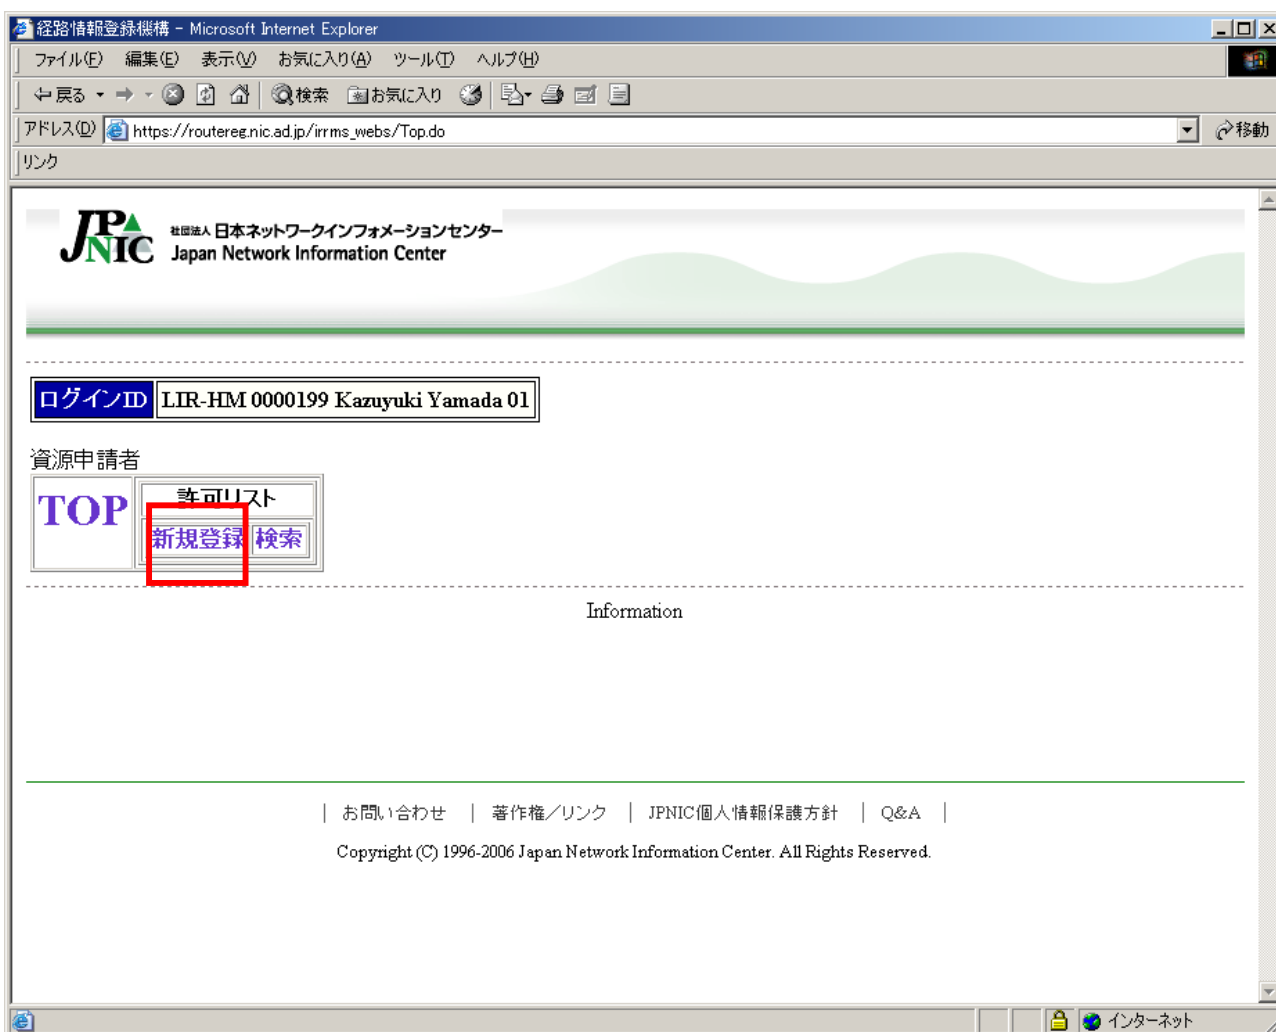 経路情報登録機構 - Microsoft Internet Explorer
ファイル(F) 編集(E) 表示(V) お気に入り(A) ツール(T) ヘルプ(H)
戻る 検索 お気に入り
アドレス(D) https://routereg.nic.ad.jp/irrms_webs/Top.do 移動
リンク
JPNIC 社団法人 日本ネットワークインフォメーションセンター
Japan Network Information Center
ログインID LIR-HM 0000199 Kazuyuki Yamada 01
資源申請者
TOP 許可リスト
新規登録 検索
Information
| お問い合わせ | 著作権／リンク | JPNIC個人情報保護方針 | Q&A |
Copyright (C) 1996-2006 Japan Network Information Center. All Rights Reserved.
インターネット